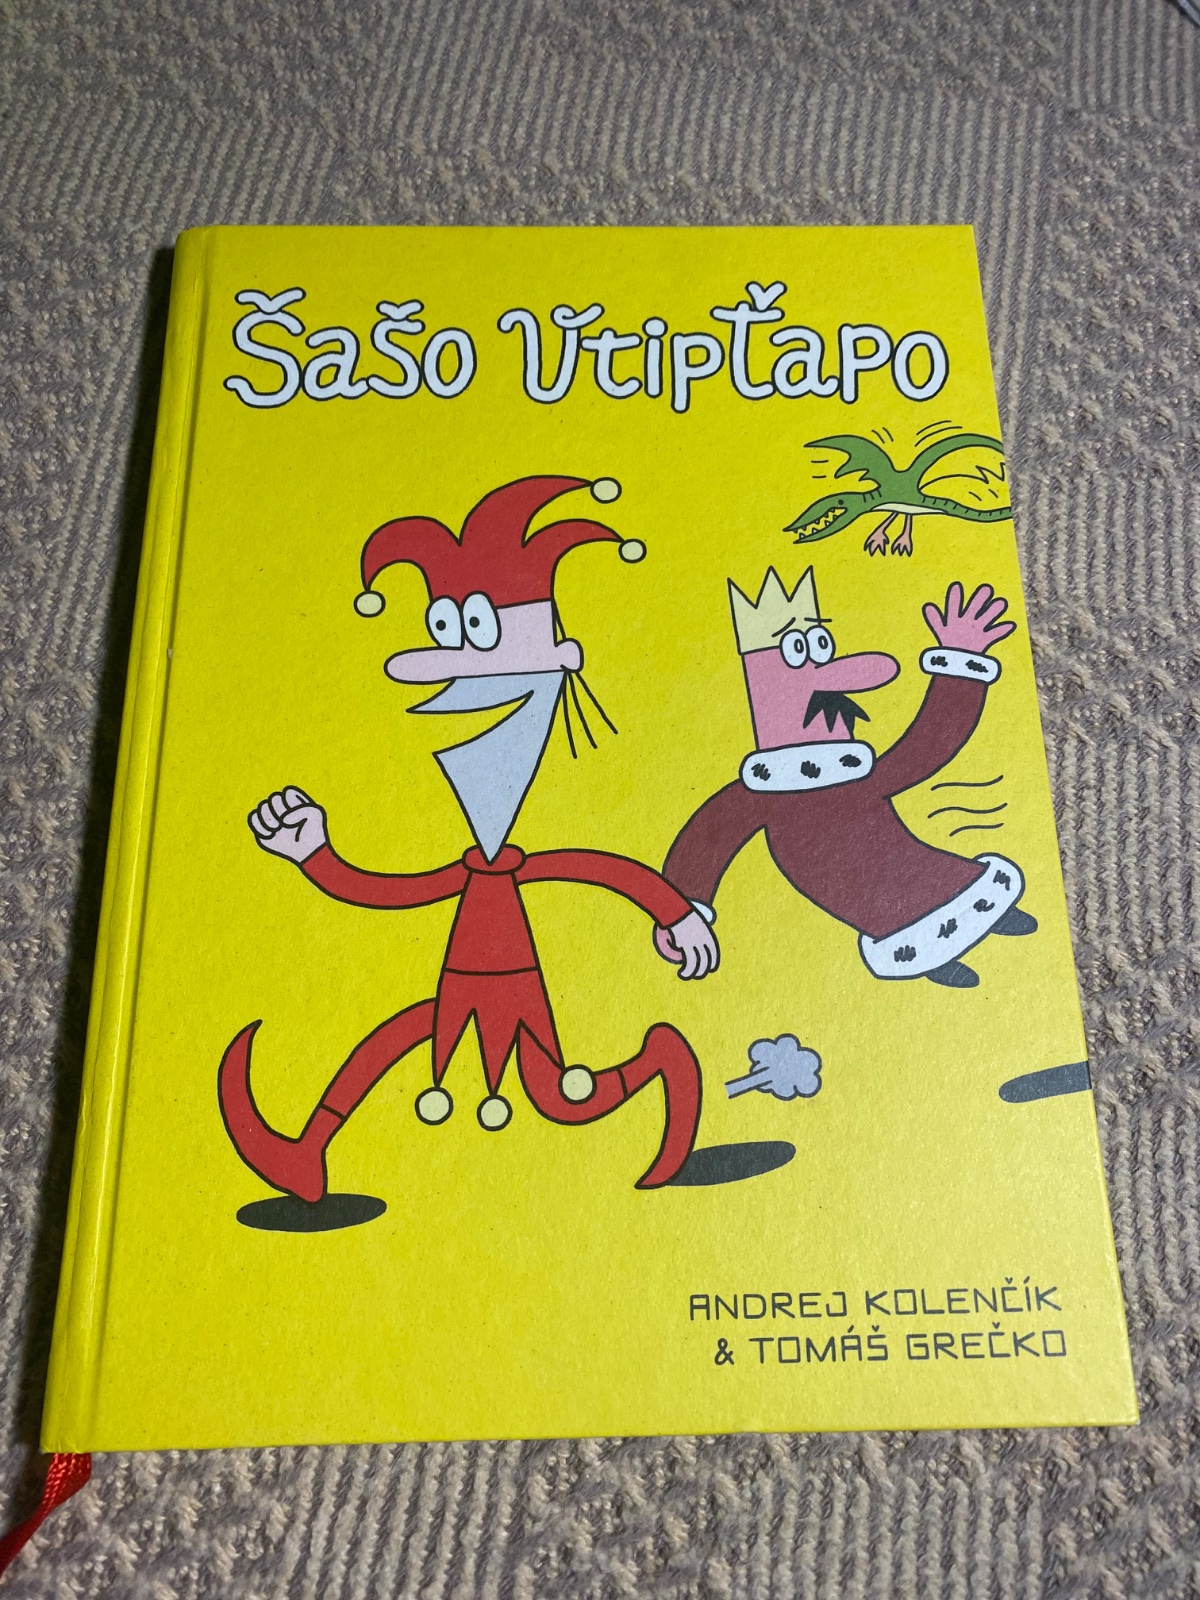 Šašo Vtipťapo
ANDREJ KOLENČÍK
& TOMÁŠ GREČKO